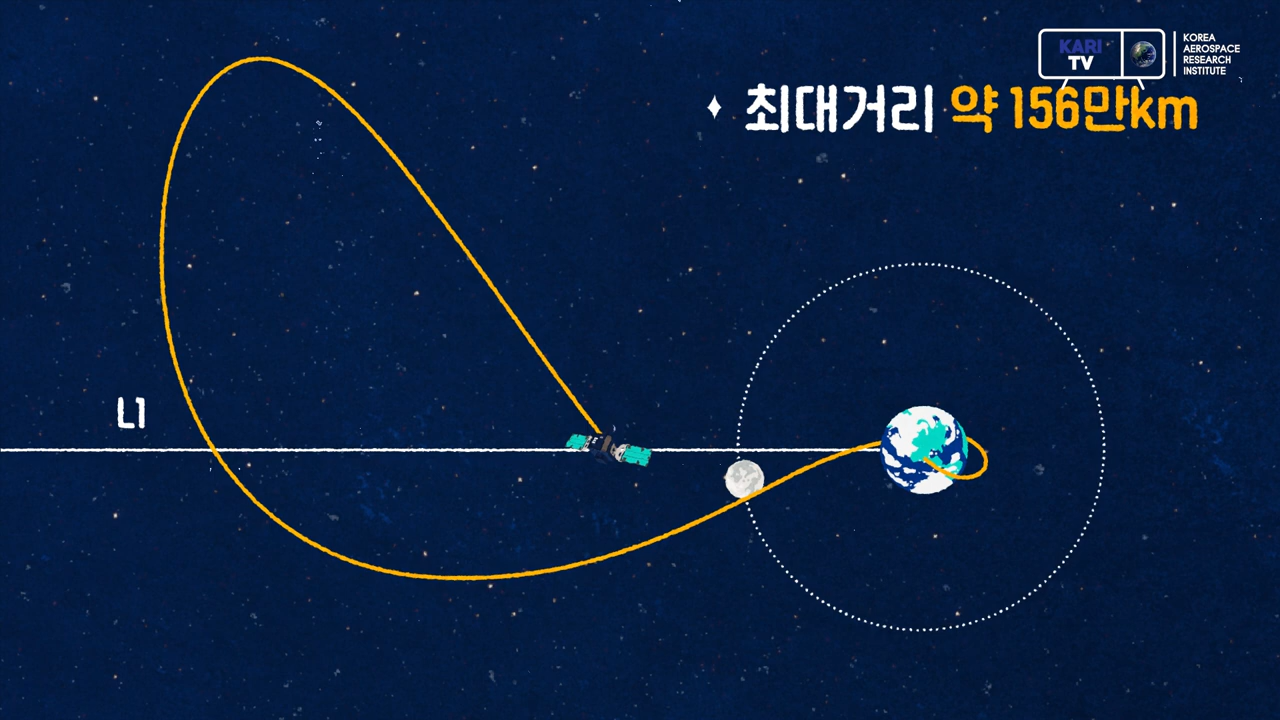 KARI
TV
KOREA
AEROSPACE
RESEARCH
INSTITUTE
최대거리 약 156만km
L1